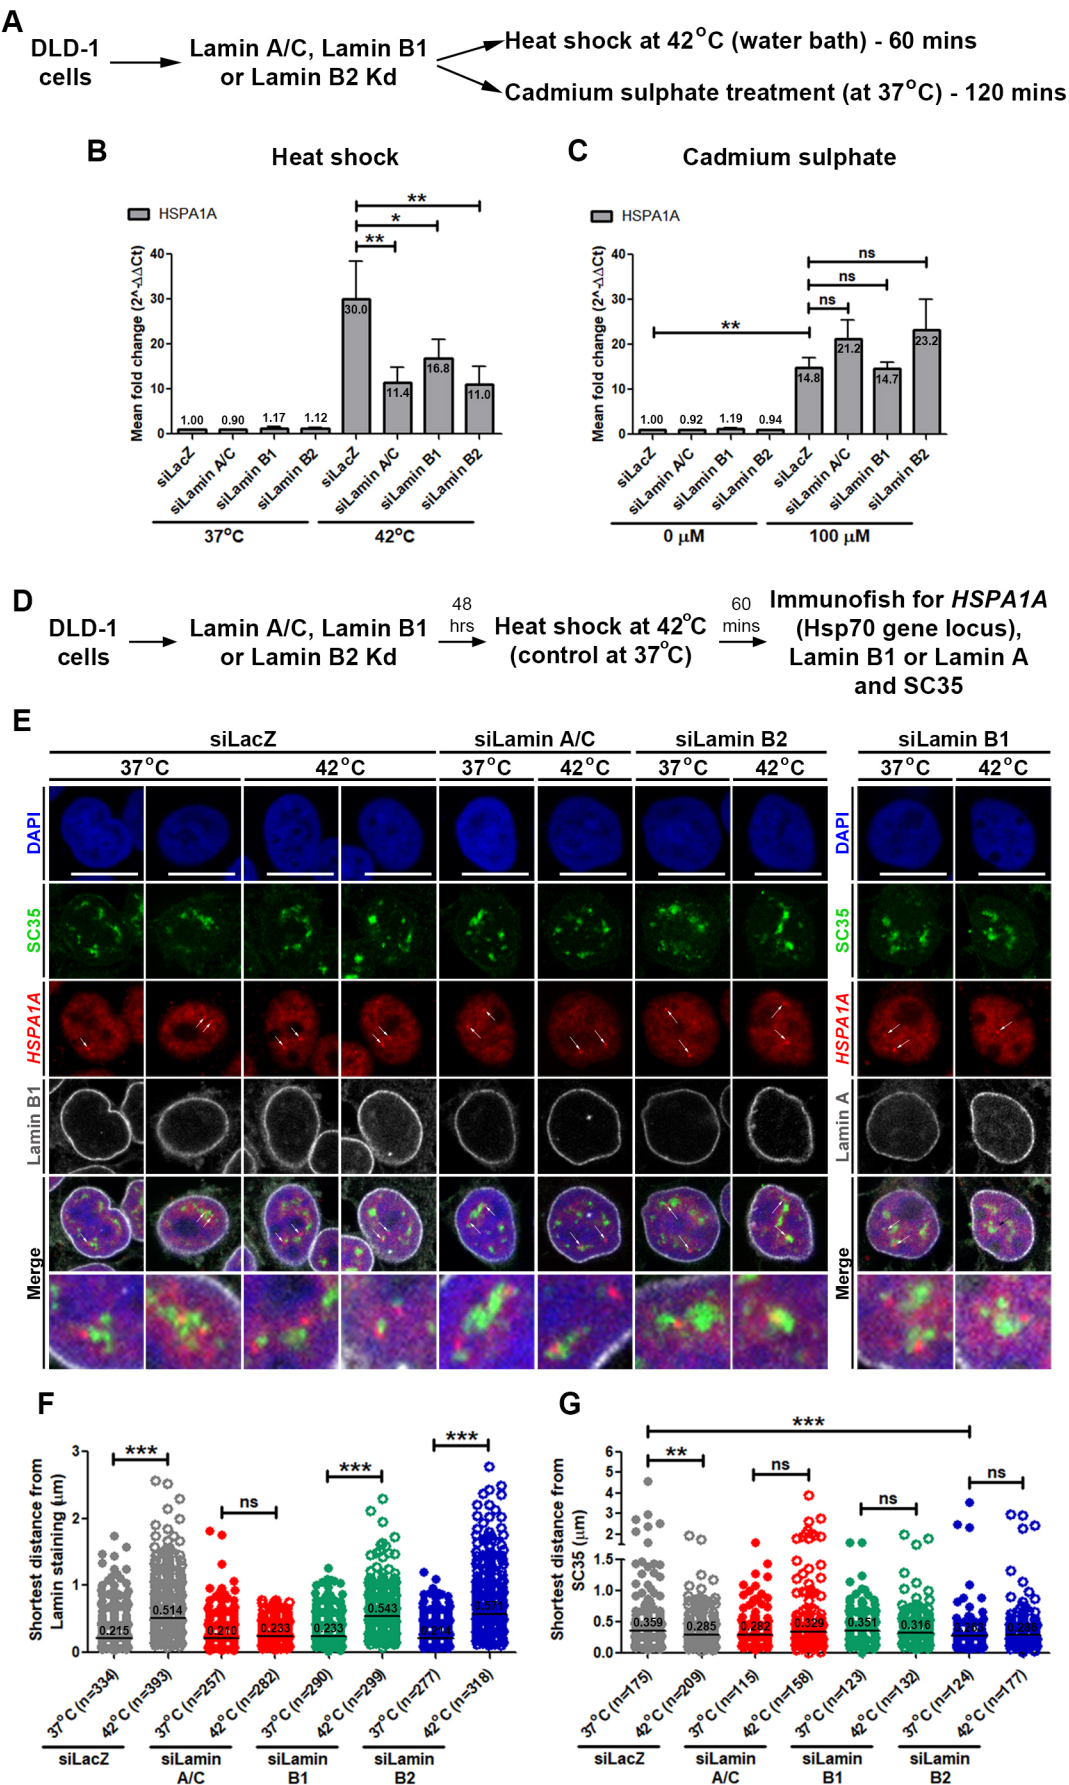 A
DLD-1 cells
Lamin A/C, Lamin B1 or Lamin B2 Kd
Heat shock at 42°C (water bath) - 60 mins
Cadmium sulphate treatment (at 37°C) - 120 mins
B
Heat shock
HSPA1A
Mean fold change (2^-ΔΔCt)
40
30
20
10
0
1.00
0.90
1.17
1.12
30.0
11.4
16.8
11.0
**
*
**
siLacZ
siLamin A/C
siLamin B1
siLamin B2
siLacZ
siLamin A/C
siLamin B1
siLamin B2
37°C
42°C
C
Cadmium sulphate
HSPA1A
Mean fold change (2^-ΔΔCt)
40
30
20
10
0
1.00
0.92
1.19
0.94
14.8
21.2
14.7
23.2
**
ns
ns
ns
siLacZ
siLamin A/C
siLamin B1
siLamin B2
siLacZ
siLamin A/C
siLamin B1
siLamin B2
0 µM
100 µM
D
DLD-1 cells
Lamin A/C, Lamin B1 or Lamin B2 Kd
48 hrs
Heat shock at 42°C (control at 37°C)
60 mins
Immunofish for HSPA1A (Hsp70 gene locus), Lamin B1 or Lamin A and SC35
E
siLacZ
siLamin A/C
siLamin B2
siLamin B1
37°C
42°C
37°C
42°C
37°C
42°C
37°C
42°C
DAPI
SC35
HSPA1A
Lamin B1
Merge
DAPI
SC35
HSPA1A
Lamin A
Merge
F
Shortest distance from Lamin staining (µm)
3
2
1
0
***
ns
***
***
0.215
0.514
0.210
0.233
0.233
0.543
37°C (n=334)
42°C (n=393)
37°C (n=257)
42°C (n=282)
37°C (n=290)
42°C (n=299)
37°C (n=277)
42°C (n=318)
siLacZ
siLamin A/C
siLamin B1
siLamin B2
G
Shortest distance from SC35 (µm)
6
5
4
3
2
1.5
1.0
0.5
0.0
***
**
ns
ns
ns
0.359
0.285
0.282
0.329
0.351
0.316
37°C (n=175)
42°C (n=209)
37°C (n=115)
42°C (n=158)
37°C (n=123)
42°C (n=132)
37°C (n=124)
42°C (n=177)
siLacZ
siLamin A/C
siLamin B1
siLamin B2